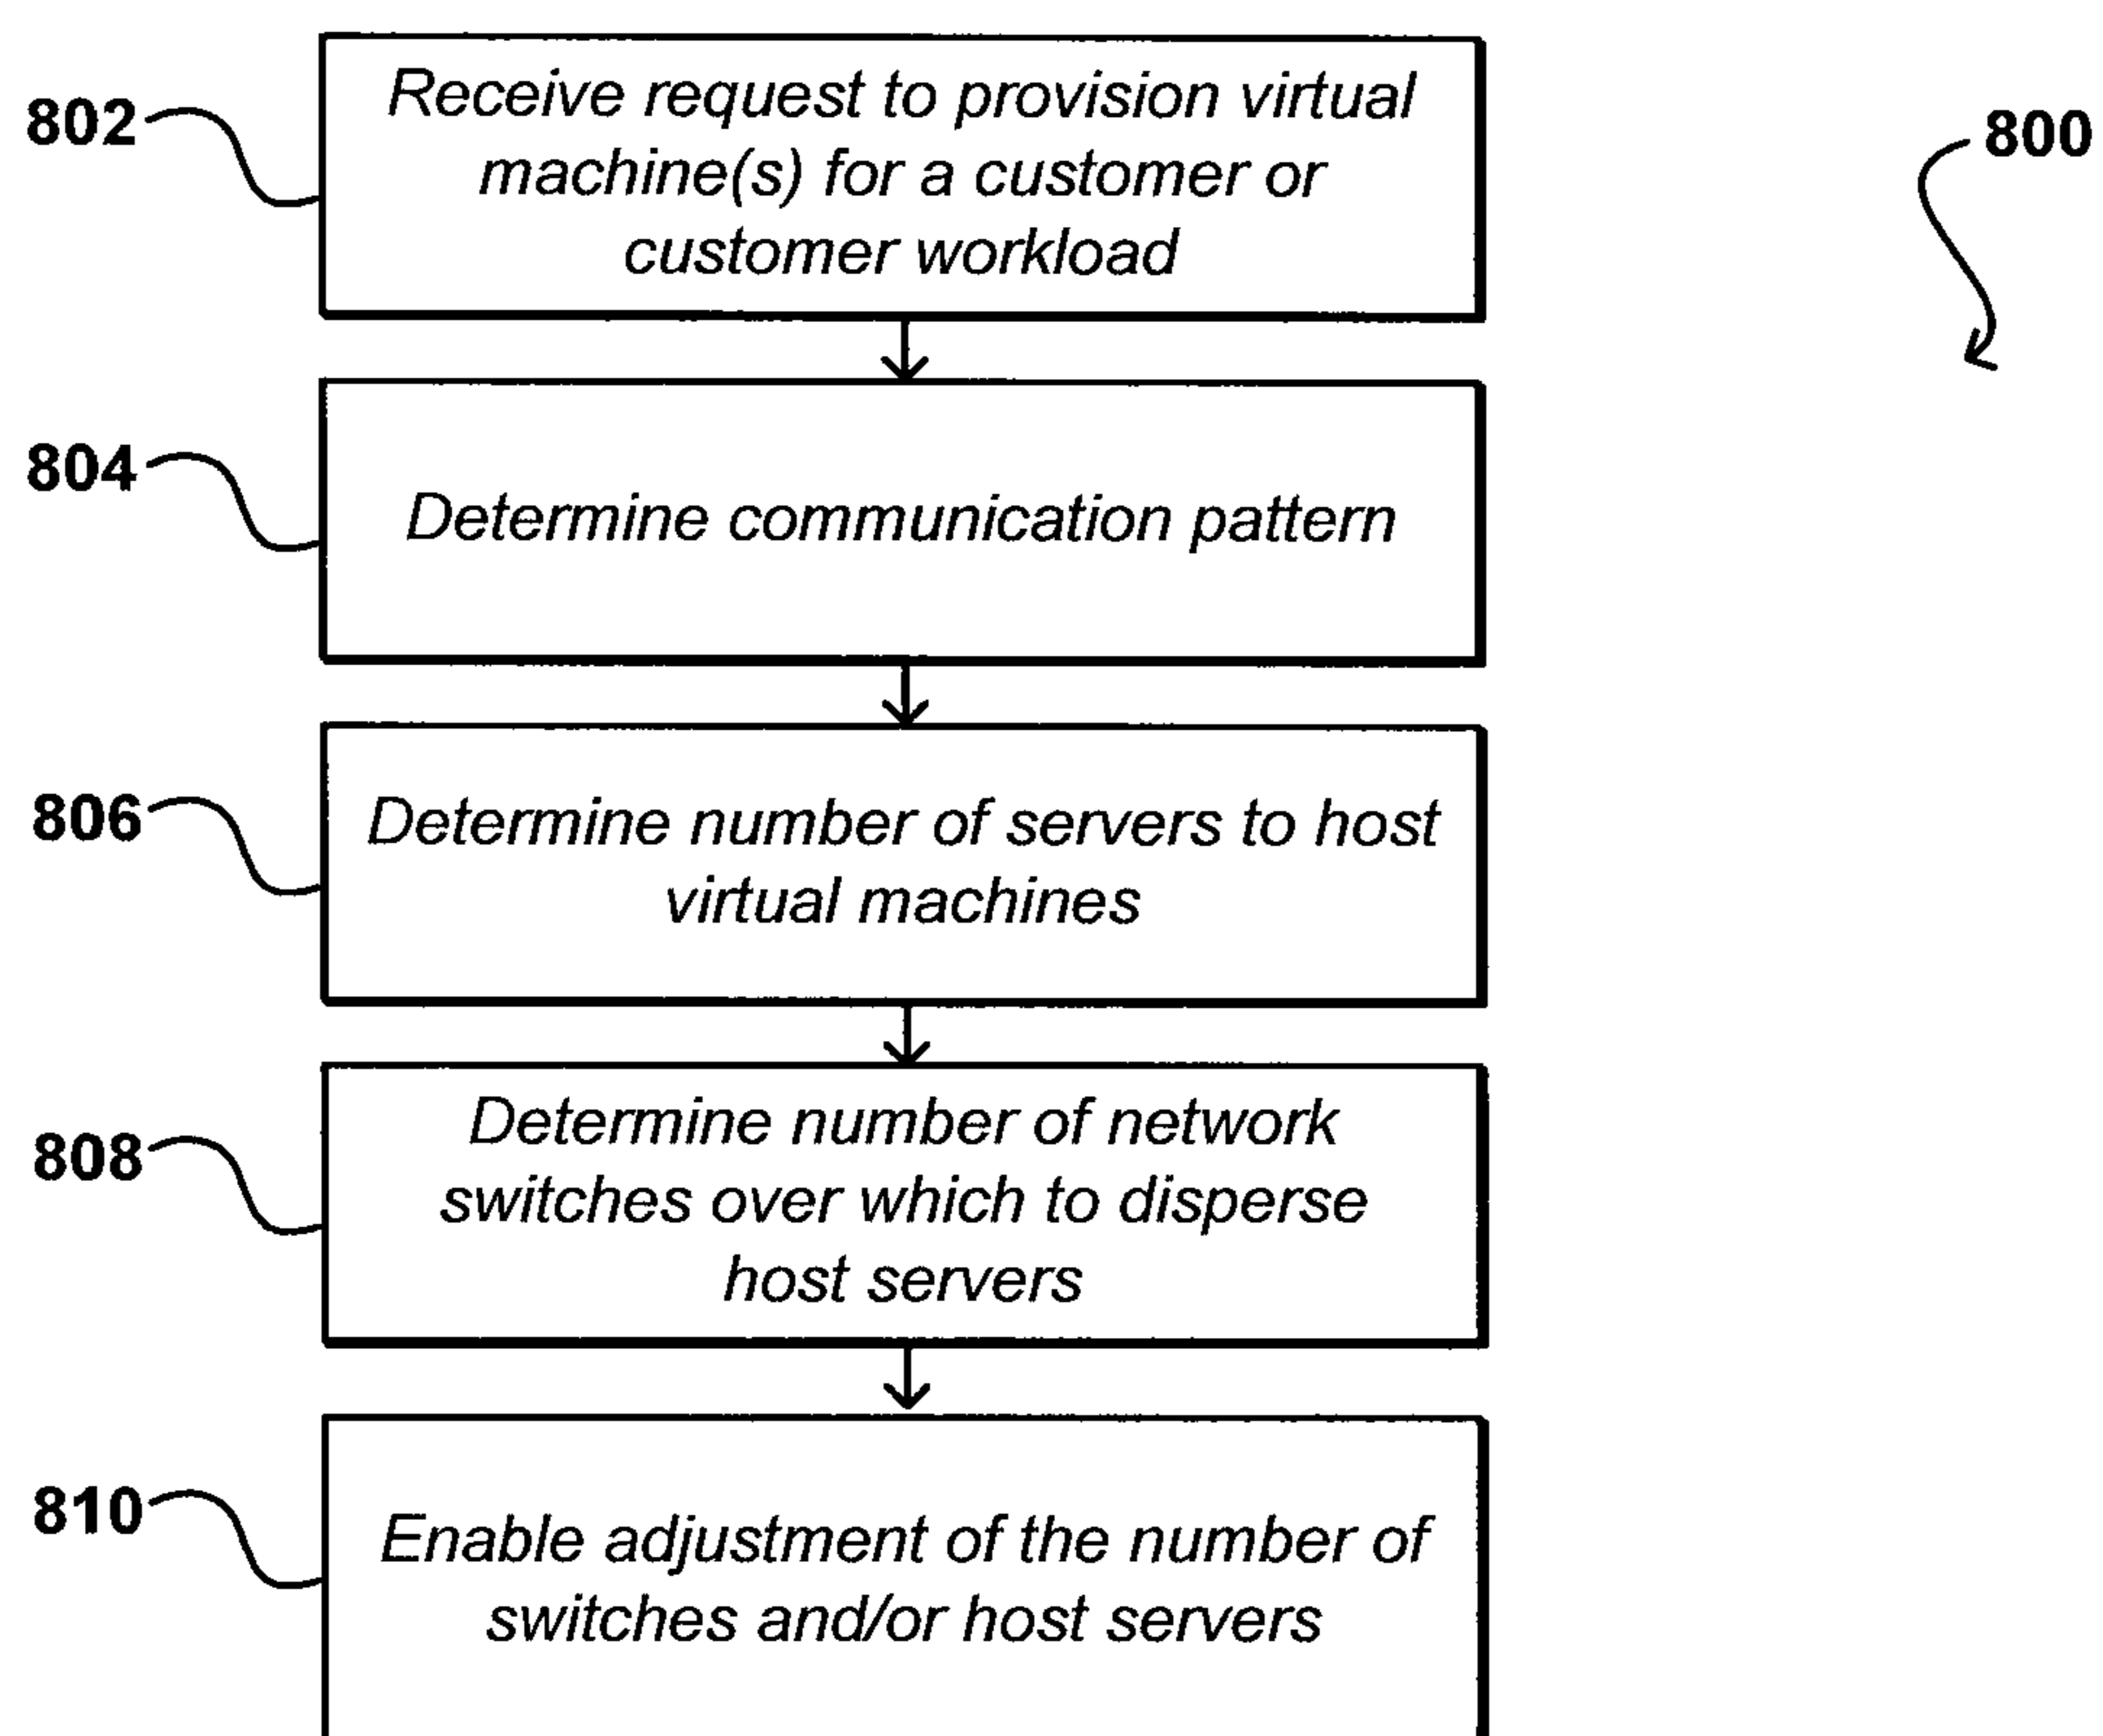 802
Receive request to provision virtual
machine(s) for a customer or
customer workload
800
804
Determine communication pattern
806
Determine number of servers to host
virtual machines
808
Determine number of network
switches over which to disperse
host servers
810
Enable adjustment of the number of
switches and/or host servers